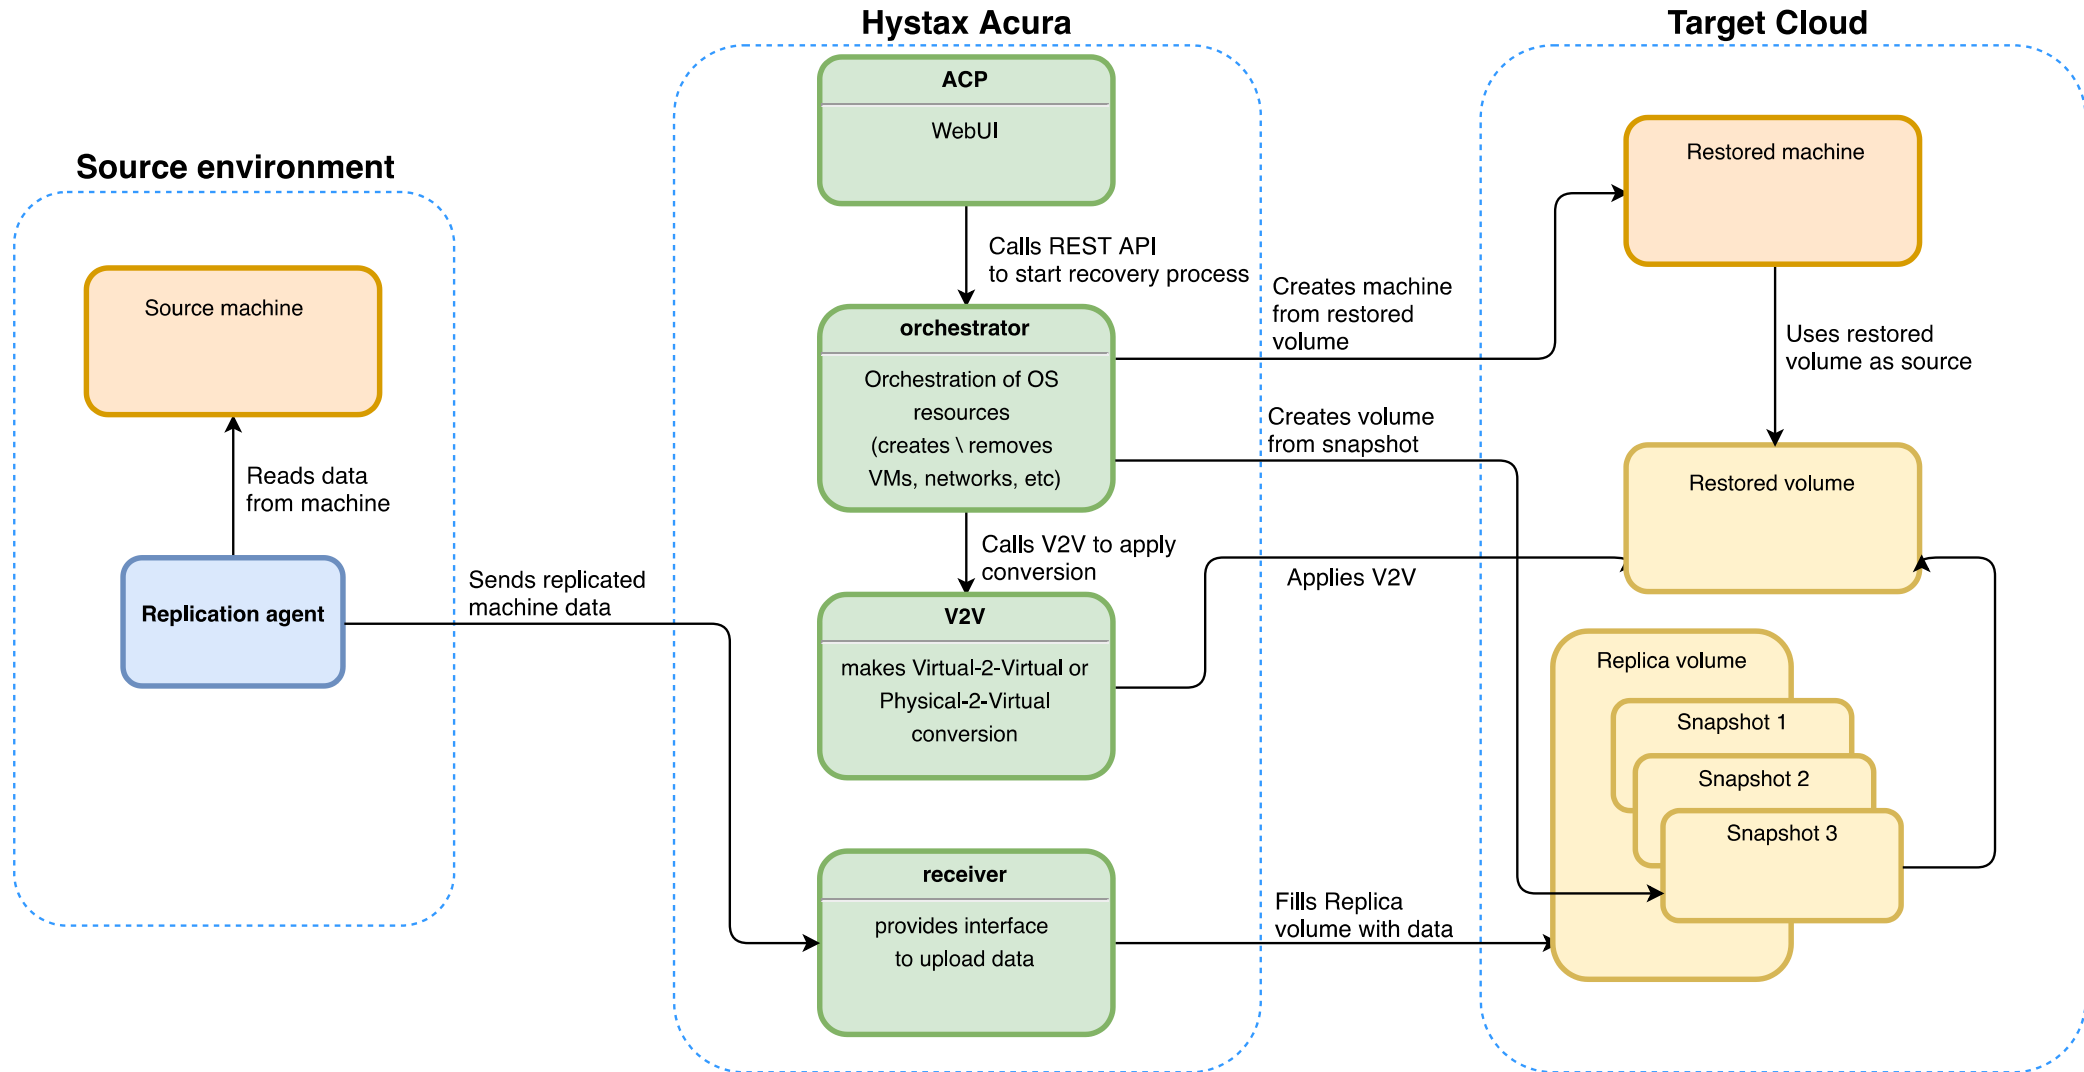 Hystax Acura
Target Cloud
Source environment
Source machine
Reads data
from machine
Replication agent
Sends replicated
machine data
ACP
WebUI
Calls REST API
to start recovery process
orchestrator
Orchestration of OS
resources
(creates \ removes
VMs, networks, etc)
Calls V2V to apply
conversion
V2V
makes Virtual-2-Virtual or
Physical-2-Virtual
conversion
receiver
provides interface
to upload data
Creates machine
from restored
volume
Creates volume
from snapshot
Applies V2V
Fills Replica
volume with data
Restored machine
Uses restored
volume as source
Restored volume
Replica volume
Snapshot 1
Snapshot 2
Snapshot 3